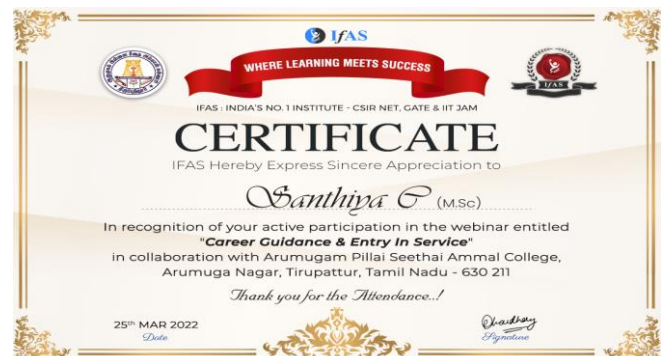 IFAS
WHERE LEARNING MEETS SUCCESS
IFAS
IFAS : INDIA'S NO. 1 INSTITUTE - CSIR NET, GATE & IIT JAM
CERTIFICATE
IFAS Hereby Express Sincere Appreciation to
Santhiya C (M.Sc)
In recognition of your active participation in the webinar entitled
"Career Guidance & Entry In Service"
in collaboration with Arumugam Pillai Seethai Ammal College,
Arumuga Nagar, Tirupattur, Tamil Nadu - 630 211
Thank you for the Attendance..!
25th MAR 2022
Date
Signature